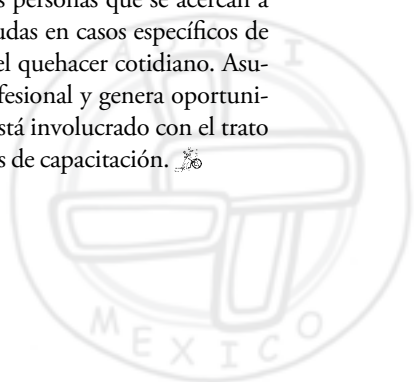 s personas que se acercan a
udas en casos específicos de
el quehacer cotidiano. Asu-
fesional y genera oportuni-
stá involucrado con el trato
s de capacitación.
AMBI
MEXICO